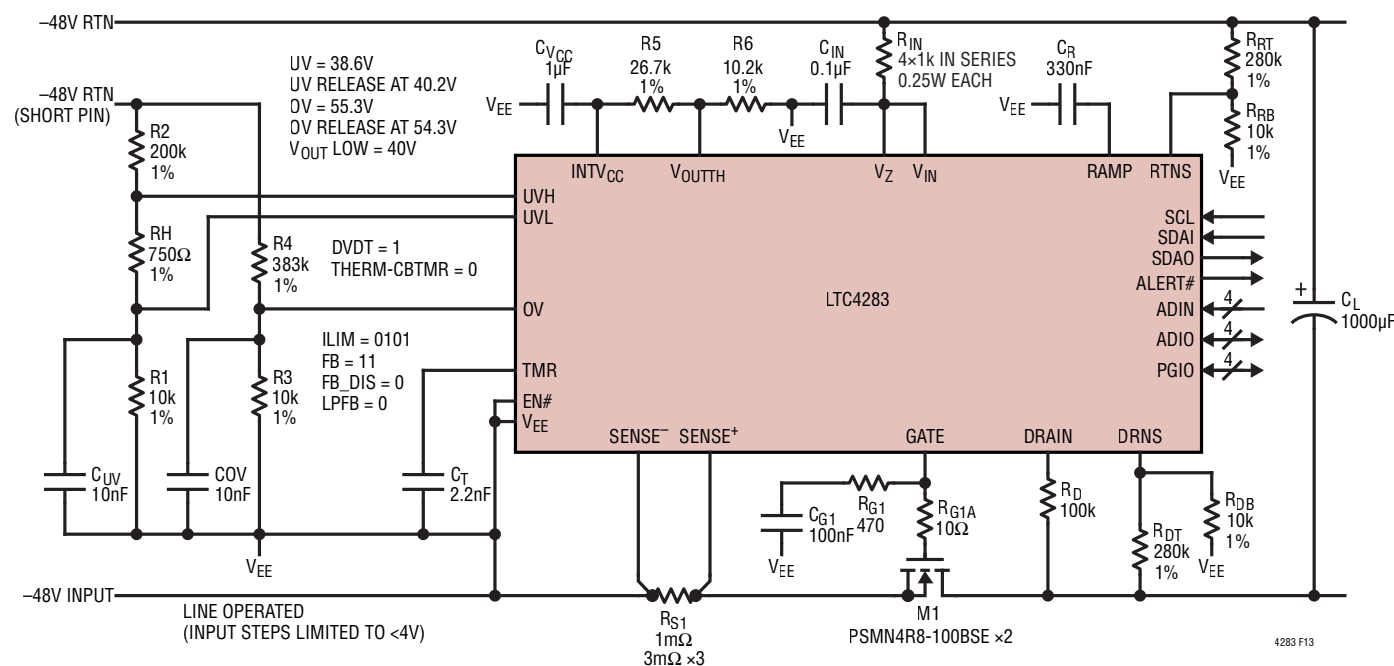 –48V RTN
–48V RTN
(SHORT PIN)
UV = 38.6V
UV RELEASE AT 40.2V
OV = 55.3V
OV RELEASE AT 54.3V
VOUT LOW = 40V
CVCC
1µF
VEE
R5
26.7k
1%
R6
10.2k
1%
VEE
CIN
0.1µF
RIN
4×1k IN SERIES
0.25W EACH
CR
330nF
VEE
RRT
280k
1%
RRB
10k
1%
VEE
R2
200k
1%
RH
750Ω
1%
R4
383k
1%
DVDT = 1
THERM-CBTMR = 0
ILIM = 0101
FB = 11
FB_DIS = 0
LPFB = 0
R1
10k
1%
R3
10k
1%
CUV
10nF
COV
10nF
CT
2.2nF
VEE
INTVCC
VOUTTH
VZ
VIN
RAMP
RTNS
UVH
UVL
OV
TMR
EN#
VEE
LTC4283
SCL
SDAI
SDAO
ALERT#
ADIN
ADIO
PGIO
4
4
4
SENSE–
SENSE+
GATE
DRAIN
DRNS
CL
1000µF
+
CG1
100nF
VEE
RG1
470
RG1A
10Ω
RD
100k
RDT
280k
1%
RDB
10k
1%
VEE
–48V INPUT
LINE OPERATED
(INPUT STEPS LIMITED TO <4V)
RS1
1mΩ
3mΩ ×3
M1
PSMN4R8-100BSE ×2
4283 F13